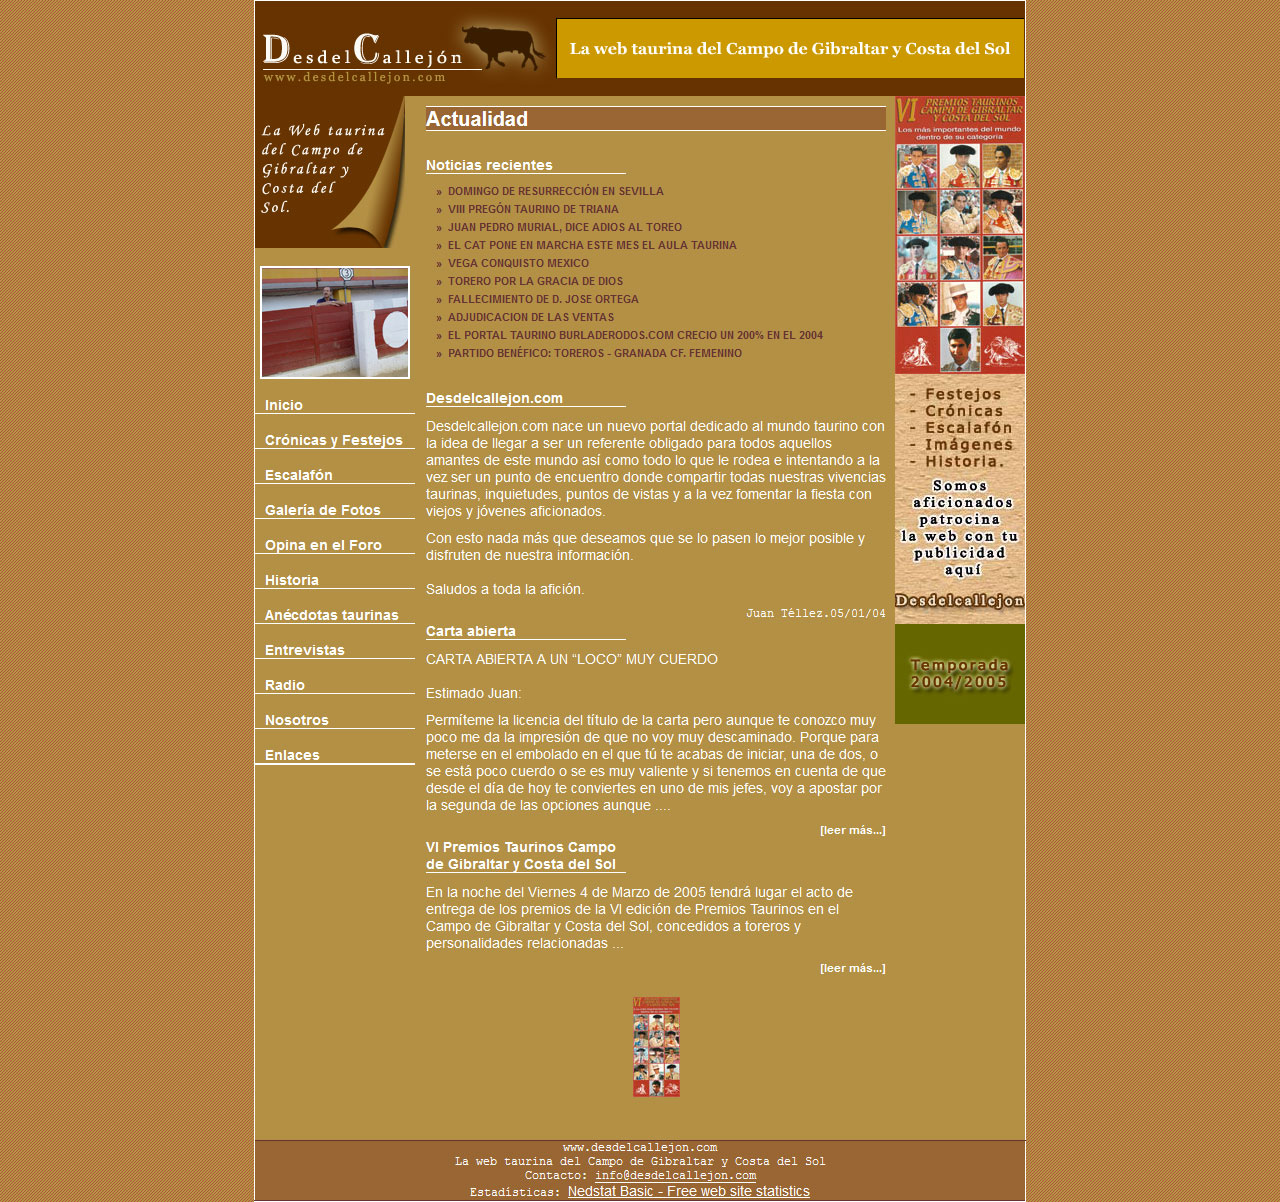 DesdelCallejón
www.desdelcallejon.com
La web taurina del Campo de Gibraltar y Costa del Sol
La Web taurina
del Campo de
Gibraltar y
Costa del
Sol.
3
Inicio
Crónicas y Festejos
Escalafón
Galería de Fotos
Opina en el Foro
Historia
Anécdotas taurinas
Entrevistas
Radio
Nosotros
Enlaces
Actualidad
Noticias recientes
» DOMINGO DE RESURRECCIÓN EN SEVILLA
» VIII PREGÓN TAURINO DE TRIANA
» JUAN PEDRO MURIAL, DICE ADIOS AL TOREO
» EL CAT PONE EN MARCHA ESTE MES EL AULA TAURINA
» VEGA CONQUISTO MEXICO
» TORERO POR LA GRACIA DE DIOS
» FALLECIMIENTO DE D. JOSE ORTEGA
» ADJUDICACION DE LAS VENTAS
» EL PORTAL TAURINO BURLADERODOS.COM CRECIO UN 200% EN EL 2004
» PARTIDO BENÉFICO: TOREROS - GRANADA CF. FEMENINO
Desdelcallejon.com
Desdelcallejon.com nace un nuevo portal dedicado al mundo taurino con
la idea de llegar a ser un referente obligado para todos aquellos
amantes de este mundo así como todo lo que le rodea e intentando a la
vez ser un punto de encuentro donde compartir todas nuestras vivencias
taurinas, inquietudes, puntos de vistas y a la vez fomentar la fiesta con
viejos y jóvenes aficionados.
Con esto nada más que deseamos que se lo pasen lo mejor posible y
disfruten de nuestra información.
Saludos a toda la afición.
Juan Téllez.05/01/04
Carta abierta
CARTA ABIERTA A UN “LOCO” MUY CUERDO
Estimado Juan:
Permíteme la licencia del título de la carta pero aunque te conozco muy
poco me da la impresión de que no voy muy descaminado. Porque para
meterse en el embolado en el que tú te acabas de iniciar, una de dos, o
se está poco cuerdo o se es muy valiente y si tenemos en cuenta de que
desde el día de hoy te conviertes en uno de mis jefes, voy a apostar por
la segunda de las opciones aunque ....
[leer más...]
VI Premios Taurinos Campo
de Gibraltar y Costa del Sol
En la noche del Viernes 4 de Marzo de 2005 tendrá lugar el acto de
entrega de los premios de la VI edición de Premios Taurinos en el
Campo de Gibraltar y Costa del Sol, concedidos a toreros y
personalidades relacionadas ...
[leer más...]
VI PREMIOS TAURINOS
CAMPO DE GIBRALTAR
Y COSTA DEL SOL
Los más importantes del mundo
dentro de su categoría
- Festejos
- Crónicas
- Escalafón
- Imágenes
- Historia.
Somos
aficionados
patrocina
la web con tu
publicidad
aquí
Desdelcallejon
Temporada
2004/2005
www.desdelcallejon.com
La web taurina del Campo de Gibraltar y Costa del Sol
Contacto: info@desdelcallejon.com
Estadísticas: Nedstat Basic - Free web site statistics